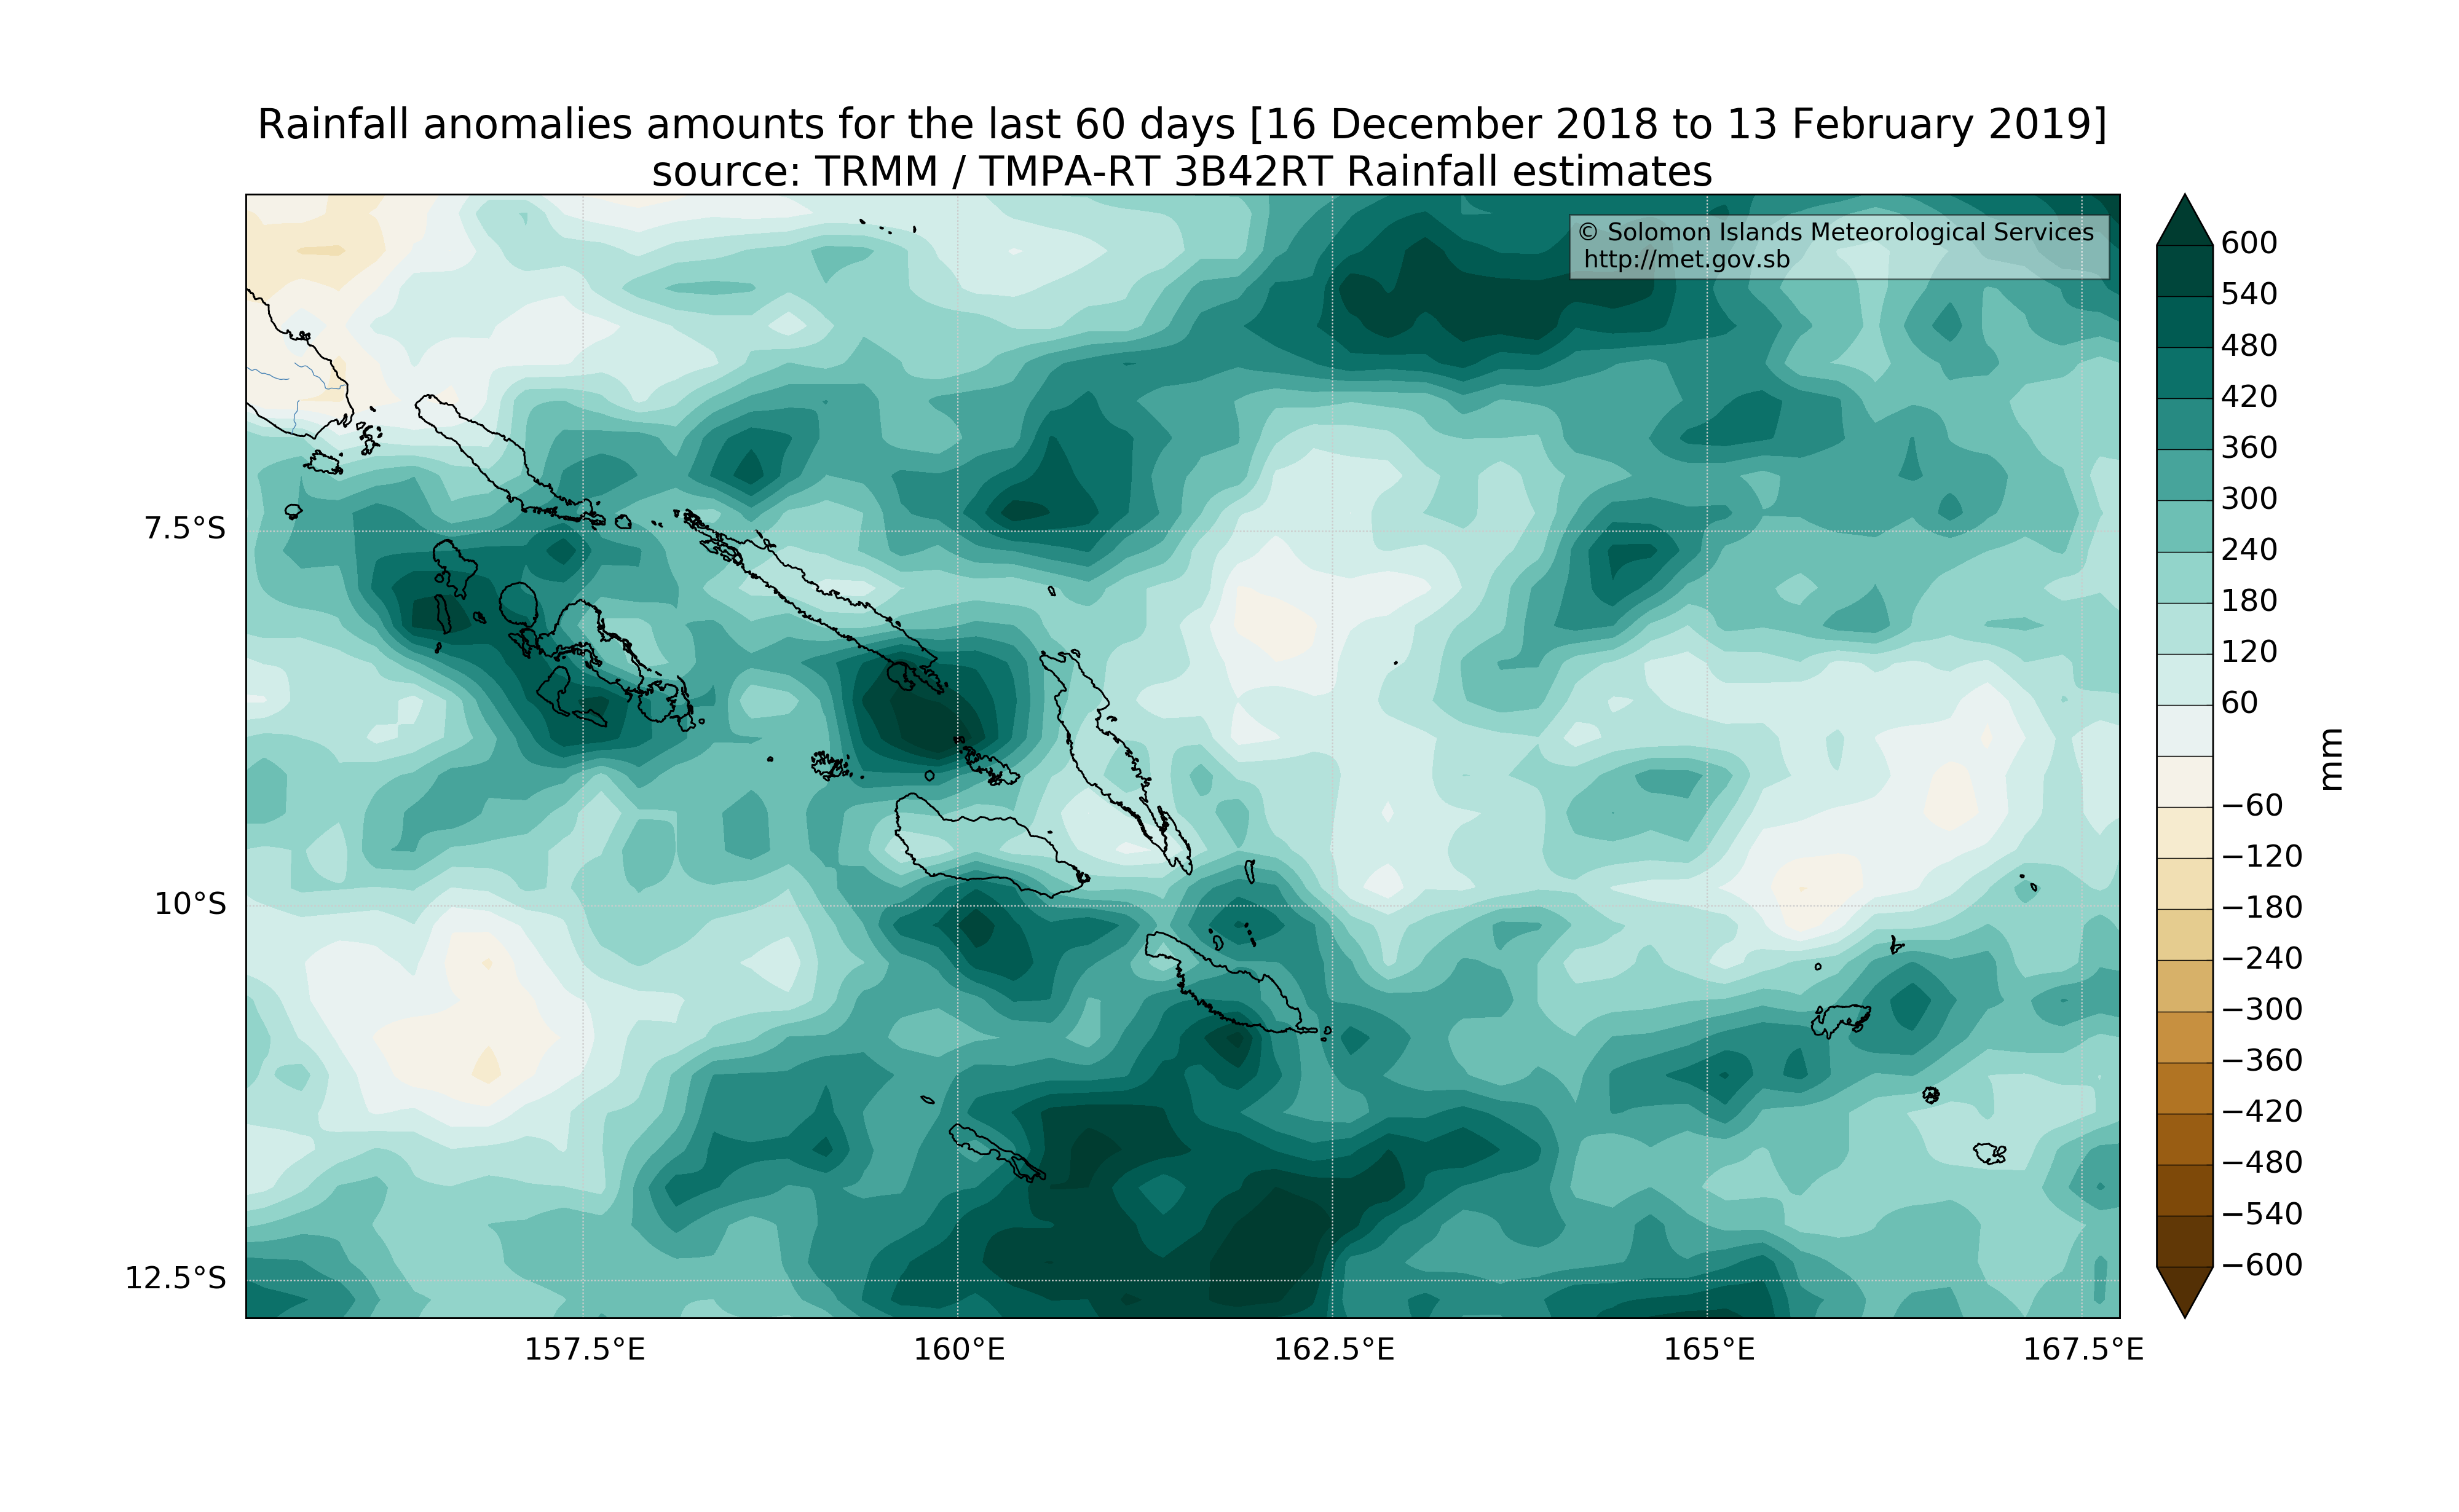 Rainfall anomalies amounts for the last 60 days [16 December 2018 to 13 February 2019]
source: TRMM / TMPA-RT 3B42RT Rainfall estimates
© Solomon Islands Meteorological Services
http://met.gov.sb
7.5°S
10°S
12.5°S
157.5°E
160°E
162.5°E
165°E
167.5°E
600
540
480
420
360
300
240
180
120
60
−60
−120
−180
−240
−300
−360
−420
−480
−540
−600
mm